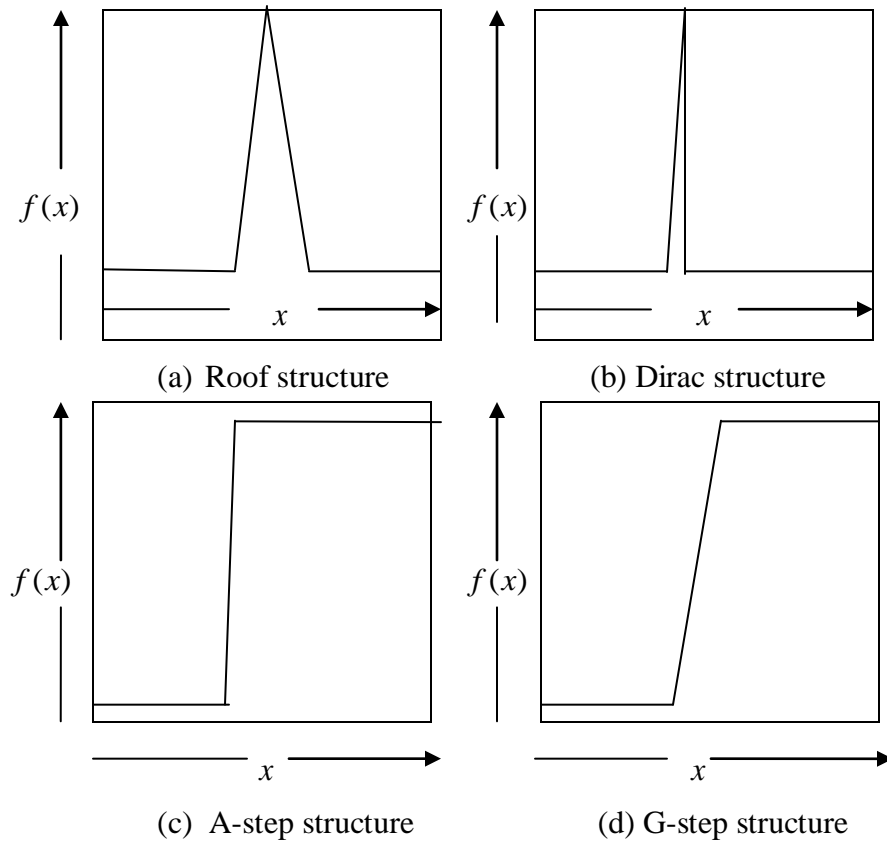 f(x) f(x)
x x
(a) Roof structure (b) Dirac structure
f(x) f(x)
x x
(c) A-step structure (d) G-step structure